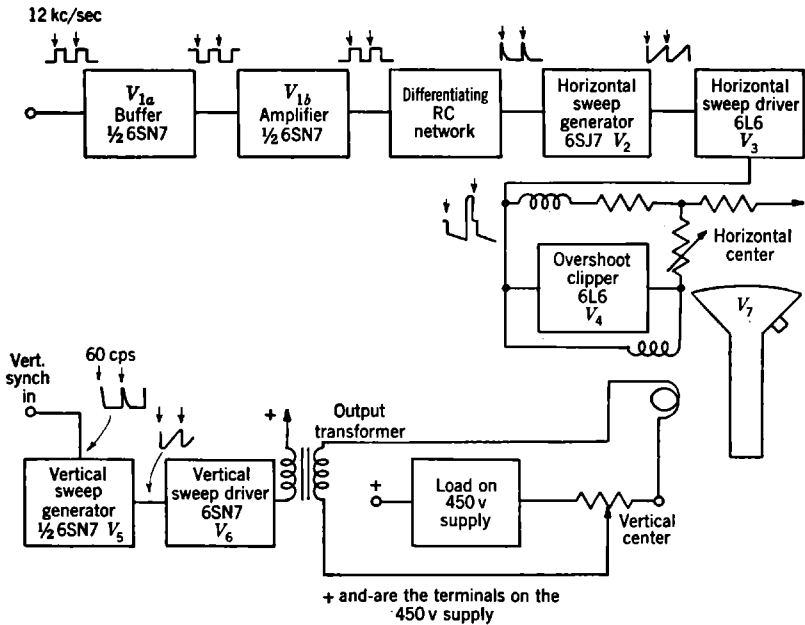 12 kc/sec
V1a
Buffer
½ 6SN7
V1b
Amplifier
½ 6SN7
Differentiating
RC
network
Horizontal
sweep
generator
6SJ7 V2
Horizontal
sweep driver
6L6
V3
Horizontal
center
Overshoot
clipper
6L6
V4
V7
Vert.
synch
in
60 cps
+
Output
transformer
Vertical
sweep
generator
½ 6SN7 V5
Vertical
sweep driver
6SN7
V6
+
Load on
450 v
supply
Vertical
center
+ and-are the terminals on the
450 v supply